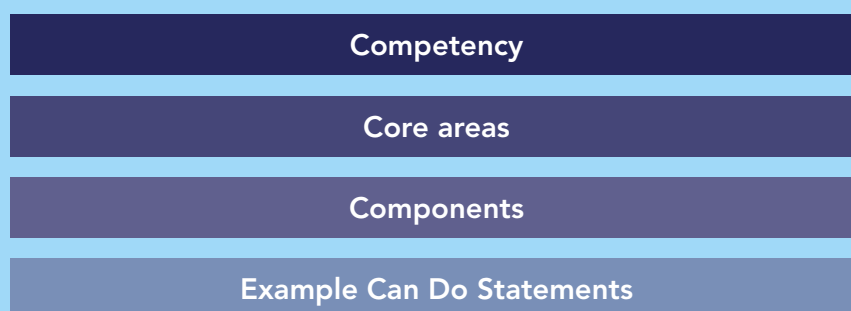 Competency
Core areas
Components
Example Can Do Statements